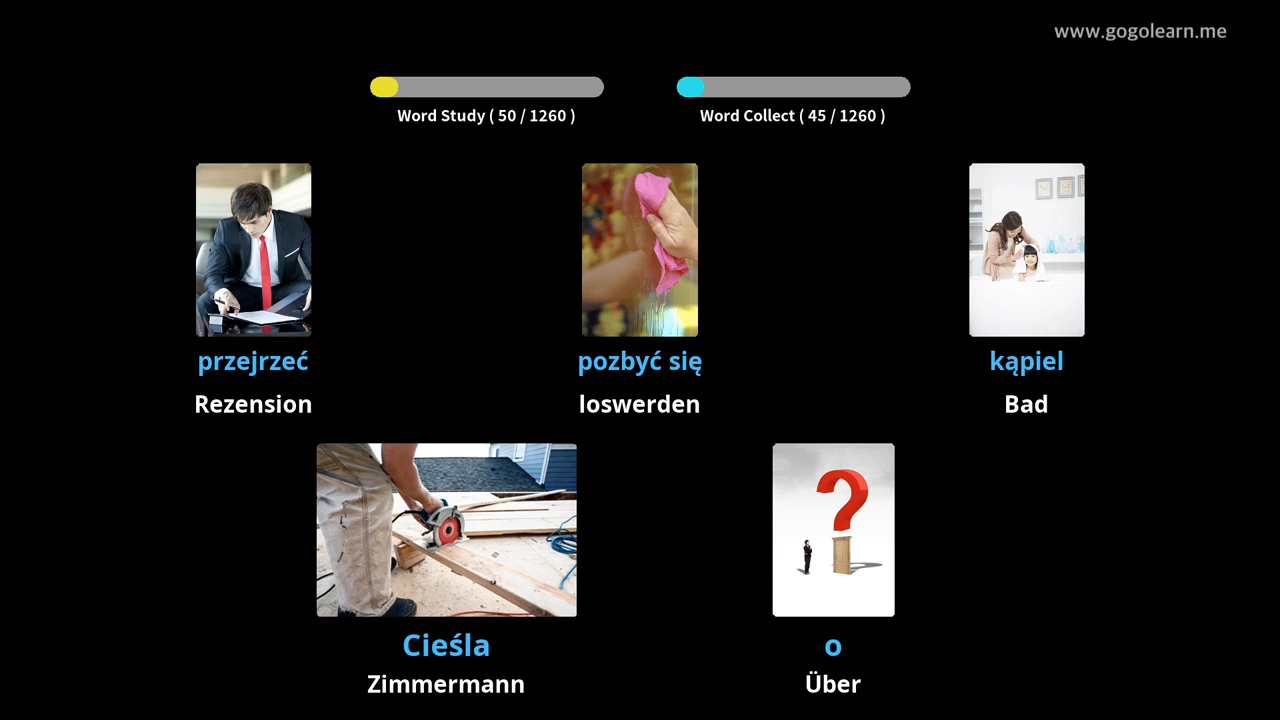 www.gogolearn.me
Word Study ( 50 / 1260 )
Word Collect ( 45 / 1260 )
przejrzeć
pozbyć się
kąpiel
Rezension
loswerden
Bad
Cieśla
o
Zimmermann
Über